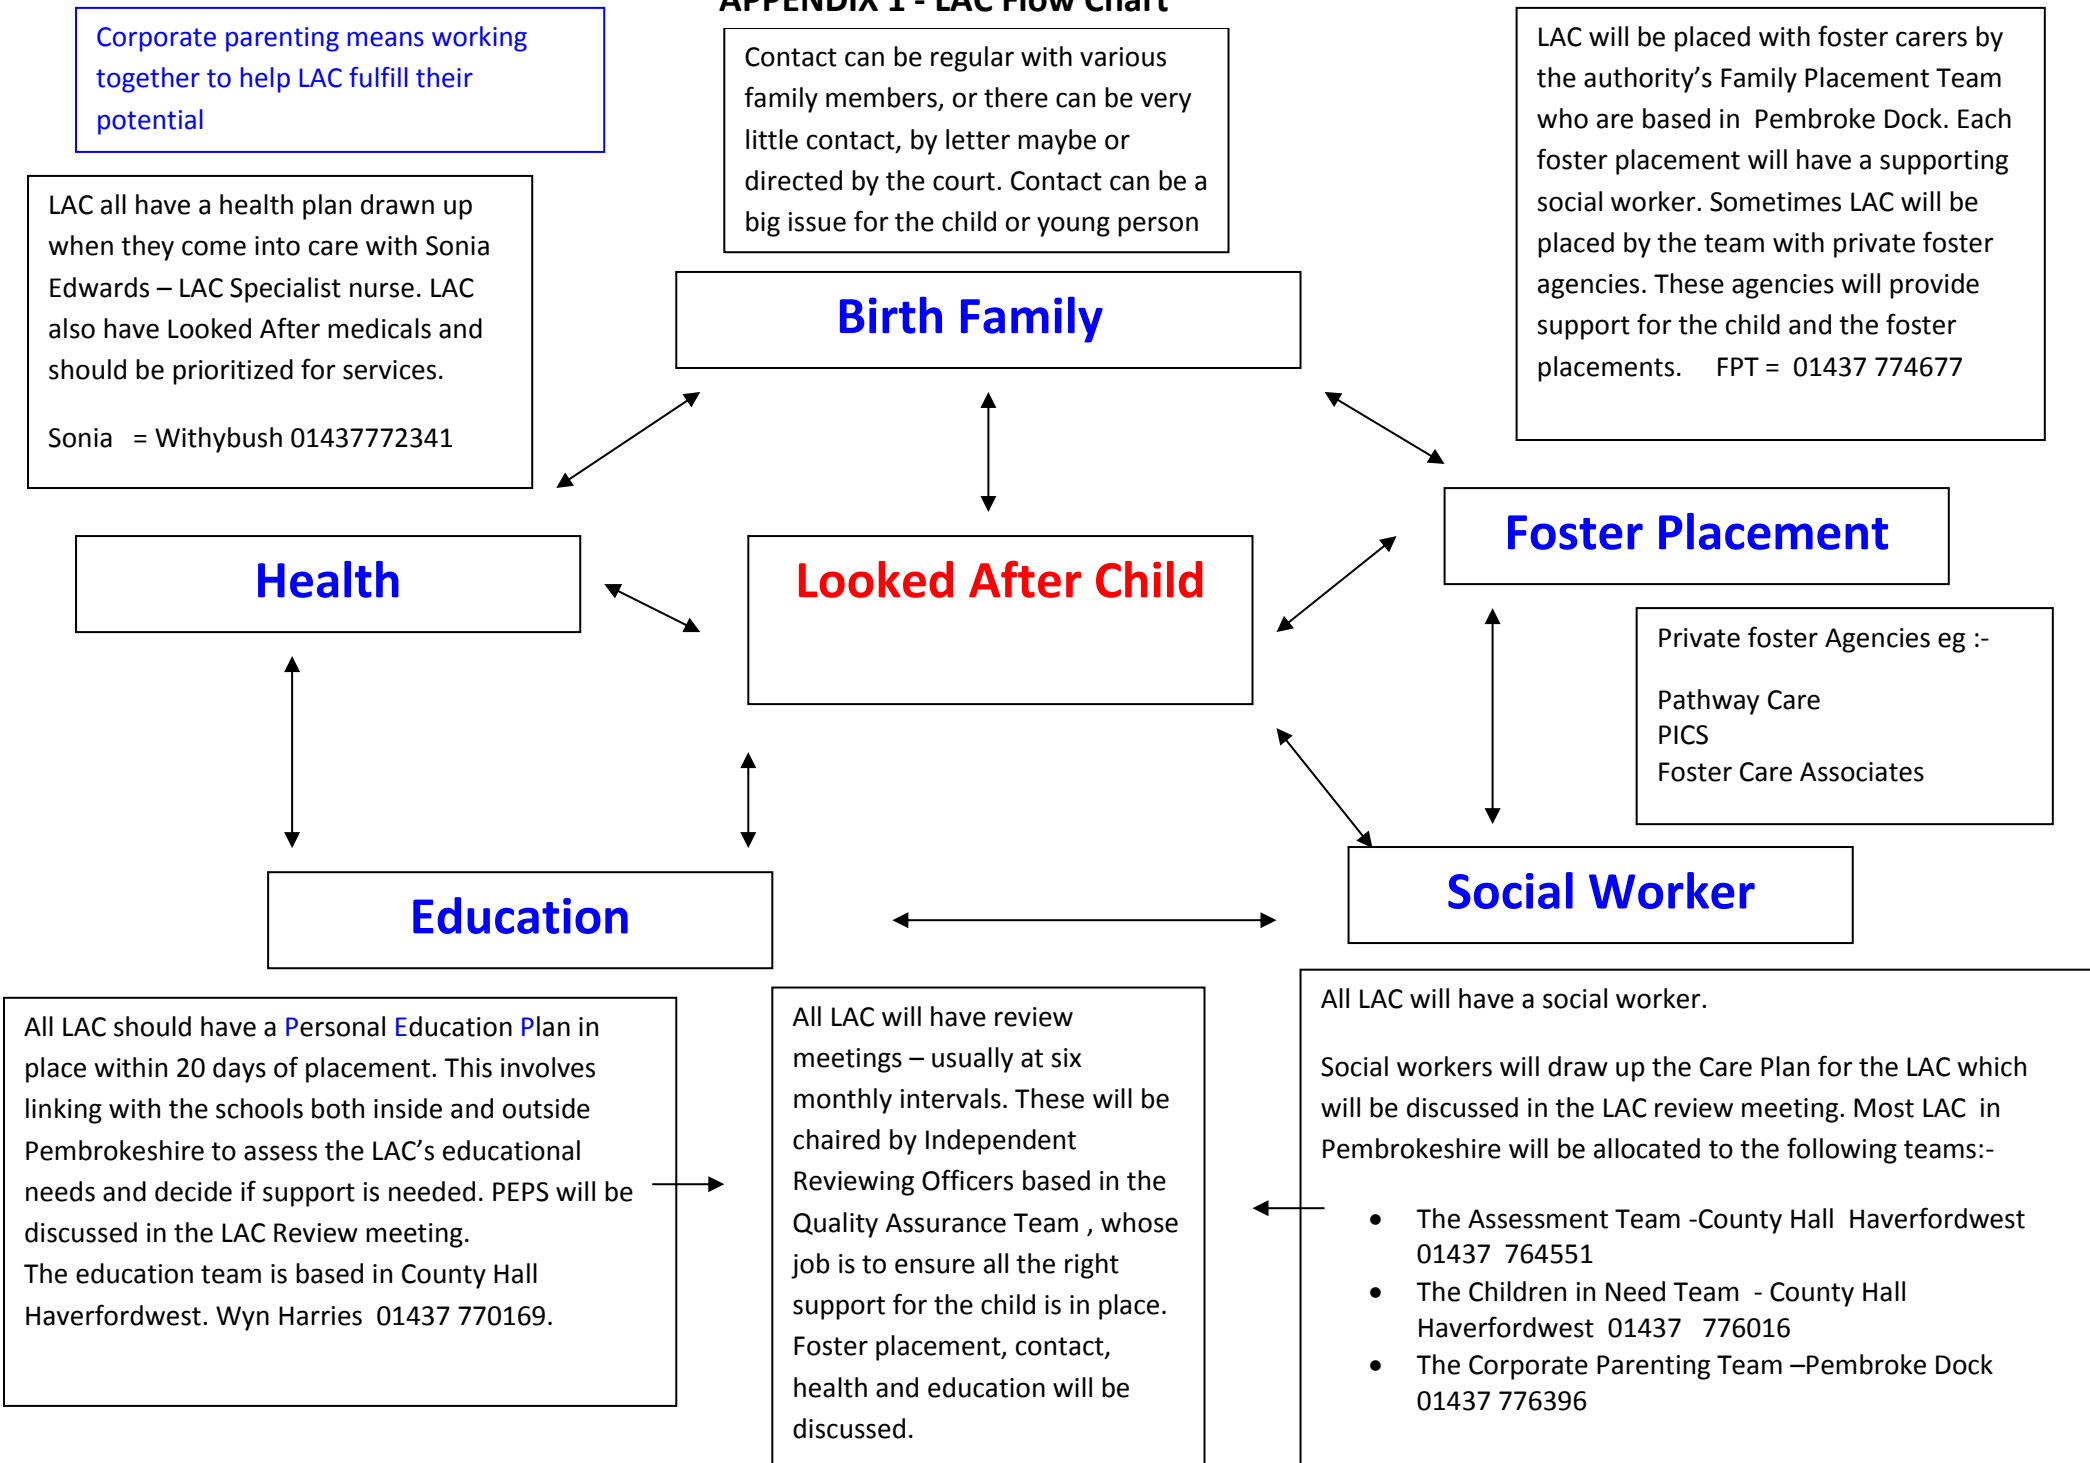 APPENDIX 1 - LAC Flow Chart
Corporate parenting means working
together to help LAC fulfill their
potential
Contact can be regular with various
family members, or there can be very
little contact, by letter maybe or
directed by the court. Contact can be a
big issue for the child or young person
LAC will be placed with foster carers by
the authority’s Family Placement Team
who are based in  Pembroke Dock. Each
foster placement will have a supporting
social worker. Sometimes LAC will be
placed by the team with private foster
agencies. These agencies will provide
support for the child and the foster
placements.    FPT =  01437 774677
LAC all have a health plan drawn up
when they come into care with Sonia
Edwards – LAC Specialist nurse. LAC
also have Looked After medicals and
should be prioritized for services.
Sonia   = Withybush 01437772341
Birth Family
Foster Placement
Health
Looked After Child
Private foster Agencies eg :-
Pathway Care
PICS
Foster Care Associates
Social Worker
Education
All LAC should have a Personal Education Plan in
place within 20 days of placement. This involves
linking with the schools both inside and outside
Pembrokeshire to assess the LAC’s educational
needs and decide if support is needed. PEPS will be
discussed in the LAC Review meeting.
The education team is based in County Hall
Haverfordwest. Wyn Harries  01437 770169.
All LAC will have review
meetings – usually at six
monthly intervals. These will be
chaired by Independent
Reviewing Officers based in the
Quality Assurance Team , whose
job is to ensure all the right
support for the child is in place.
Foster placement, contact,
health and education will be
discussed.
All LAC will have a social worker.
Social workers will draw up the Care Plan for the LAC which
will be discussed in the LAC review meeting. Most LAC  in
Pembrokeshire will be allocated to the following teams:-
• The Assessment Team -County Hall  Haverfordwest
01437  764551
• The Children in Need Team  - County Hall
Haverfordwest  01437   776016
• The Corporate Parenting Team –Pembroke Dock
01437 776396